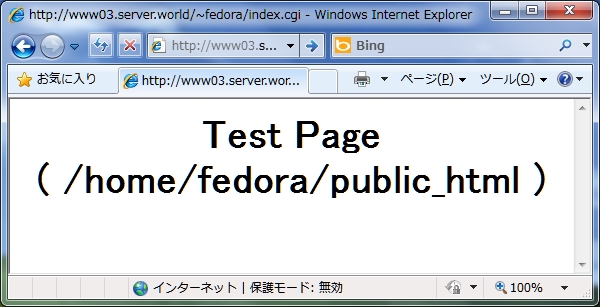 http://www03.server.world/~fedora/index.cgi - Windows Internet Explorer
http://www03.s...
Bing
お気に入り
http://www03.server.wor...
ページ(P)
ツール(O)
Test Page
( /home/fedora/public_html )
インターネット | 保護モード: 無効
100%